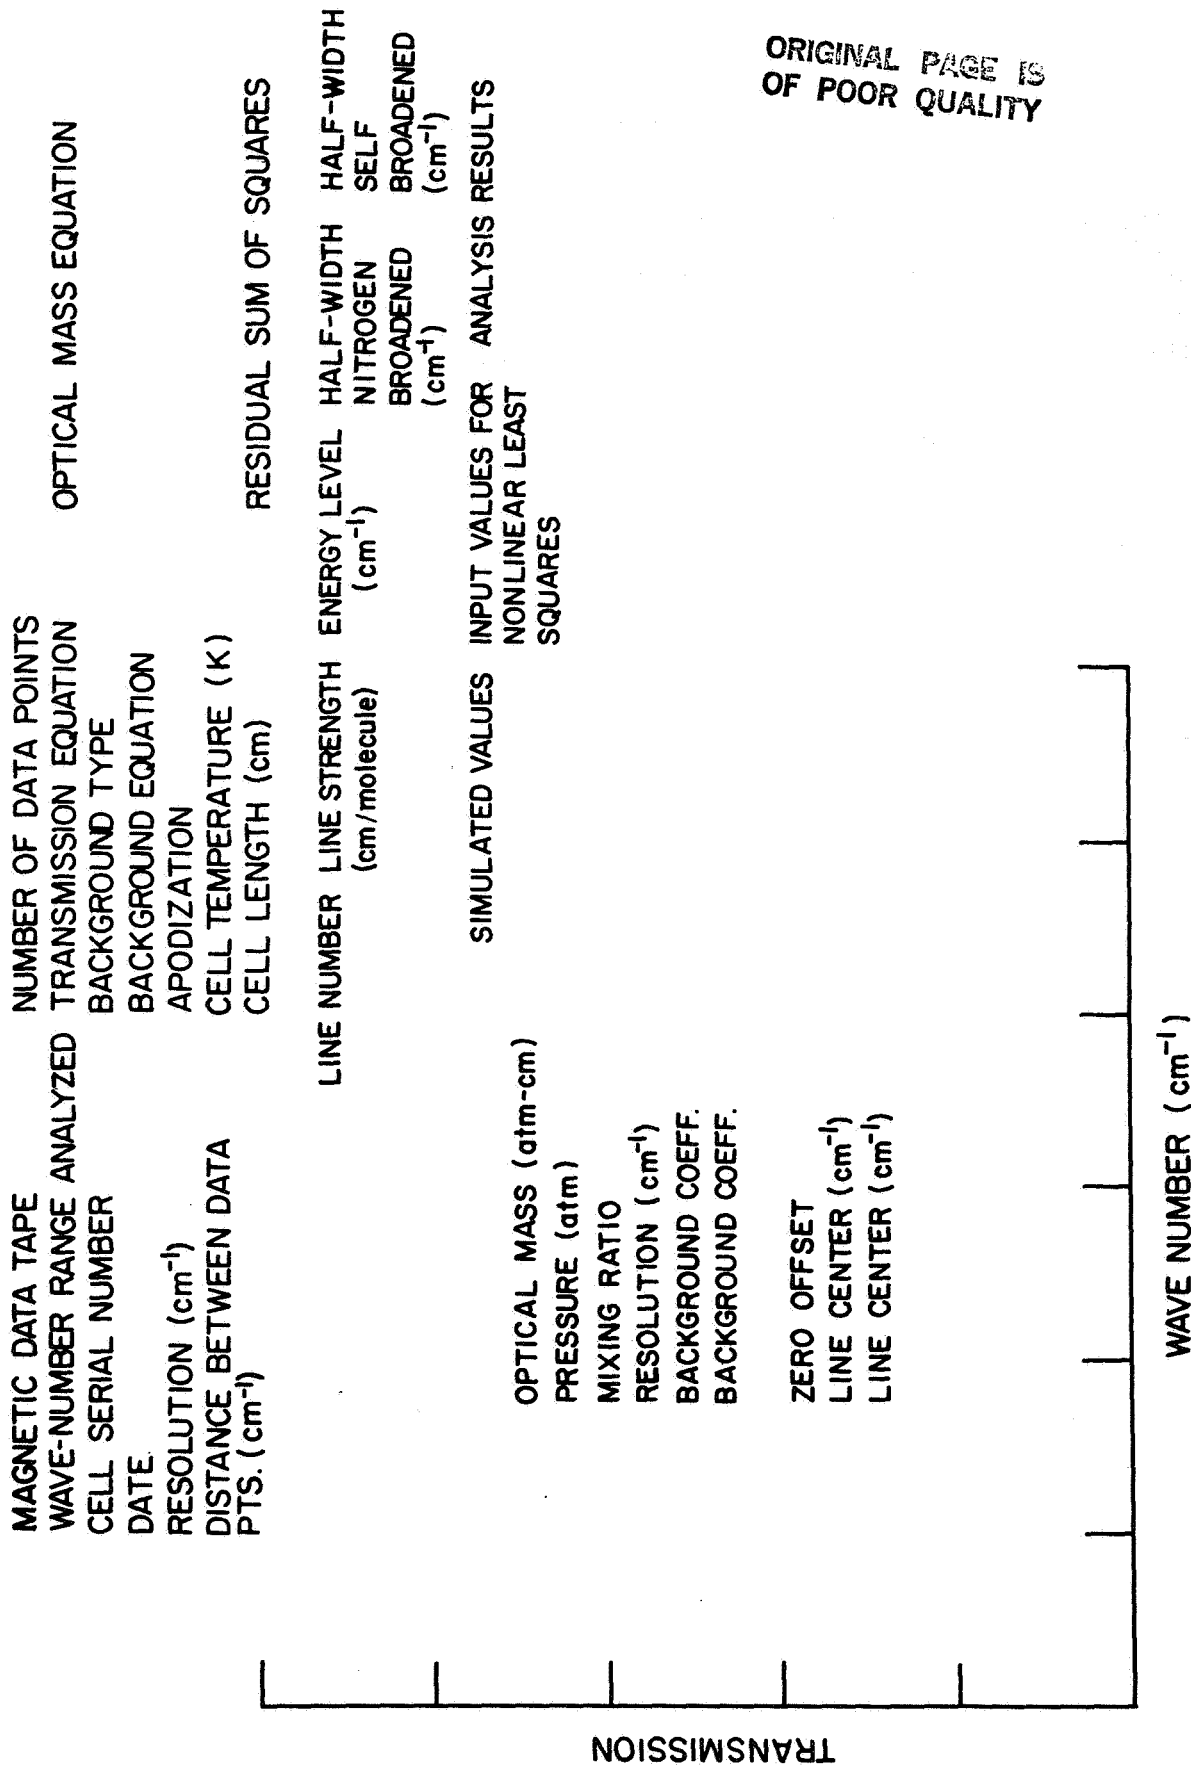 MAGNETIC DATA TAPE
WAVE-NUMBER RANGE ANALYZED
CELL SERIAL NUMBER
DATE
RESOLUTION (cm⁻¹)
DISTANCE BETWEEN DATA
PTS. (cm⁻¹)
NUMBER OF DATA POINTS
TRANSMISSION EQUATION
BACKGROUND TYPE
BACKGROUND EQUATION
APODIZATION
CELL TEMPERATURE (K)
CELL LENGTH (cm)
OPTICAL MASS EQUATION
RESIDUAL SUM OF SQUARES
LINE NUMBER
LINE STRENGTH
(cm/molecule)
ENERGY LEVEL
(cm⁻¹)
HALF-WIDTH
NITROGEN
BROADENED
(cm⁻¹)
HALF-WIDTH
SELF
BROADENED
(cm⁻¹)
SIMULATED VALUES
INPUT VALUES FOR
NONLINEAR LEAST
SQUARES
ANALYSIS RESULTS
OPTICAL MASS (atm-cm)
PRESSURE (atm)
MIXING RATIO
RESOLUTION (cm⁻¹)
BACKGROUND COEFF.
BACKGROUND COEFF.
ZERO OFFSET
LINE CENTER (cm⁻¹)
LINE CENTER (cm⁻¹)
TRANSMISSION
WAVE NUMBER (cm⁻¹)
ORIGINAL PAGE IS
OF POOR QUALITY